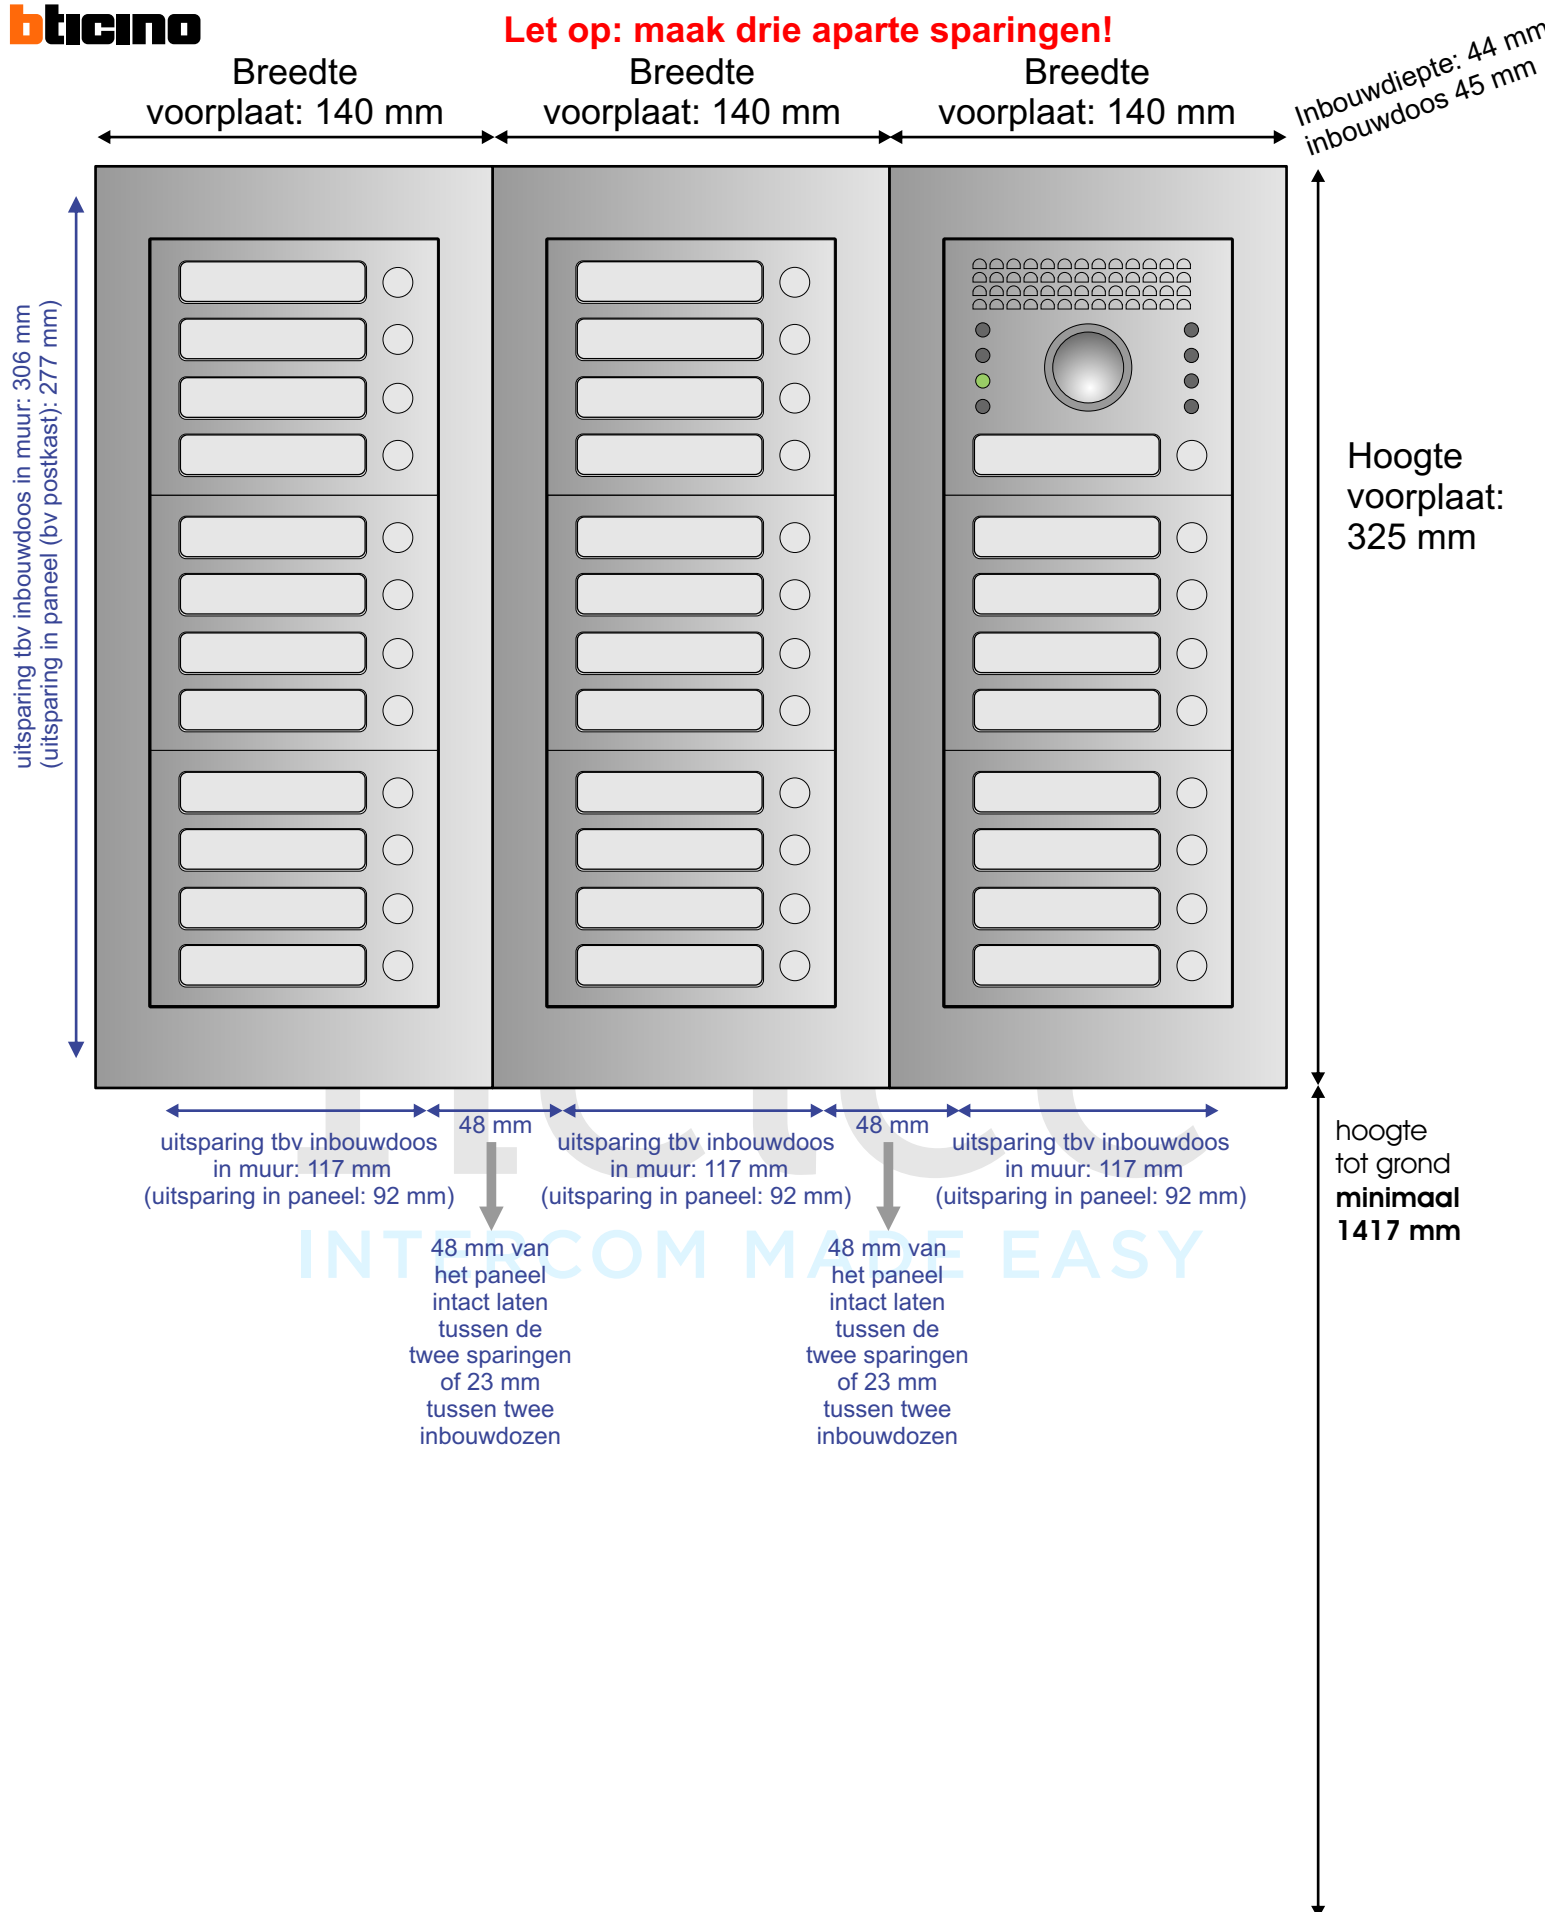 bticino
Let op: maak drie aparte sparingen!
Breedte
voorplaat: 140 mm
Breedte
voorplaat: 140 mm
Breedte
voorplaat: 140 mm
Inbouwdiepte: 44 mm
inbouwdoos 45 mm
uitsparing tbv inbouwdoos in muur: 306 mm
(uitsparing in paneel (bv postkast): 277 mm)
Hoogte
voorplaat:
325 mm
48 mm
48 mm
uitsparing tbv inbouwdoos
in muur: 117 mm
(uitsparing in paneel: 92 mm)
uitsparing tbv inbouwdoos
in muur: 117 mm
(uitsparing in paneel: 92 mm)
uitsparing tbv inbouwdoos
in muur: 117 mm
(uitsparing in paneel: 92 mm)
hoogte
tot grond
minimaal
1417 mm
INTERCOM MADE EASY
48 mm van
het paneel
intact laten
tussen de
twee sparingen
of 23 mm
tussen twee
inbouwdozen
48 mm van
het paneel
intact laten
tussen de
twee sparingen
of 23 mm
tussen twee
inbouwdozen